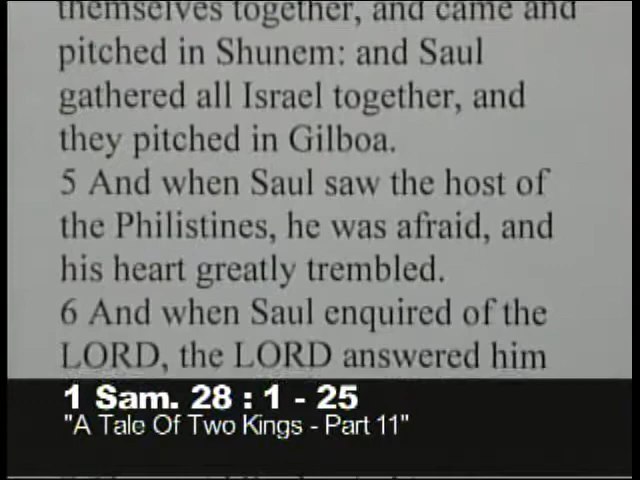 themselves together, and came and
pitched in Shunem: and Saul
gathered all Israel together, and
they pitched in Gilboa.
5 And when Saul saw the host of
the Philistines, he was afraid, and
his heart greatly trembled.
6 And when Saul enquired of the
LORD, the LORD answered him
1 Sam. 28 : 1 - 25
"A Tale Of Two Kings - Part 11"